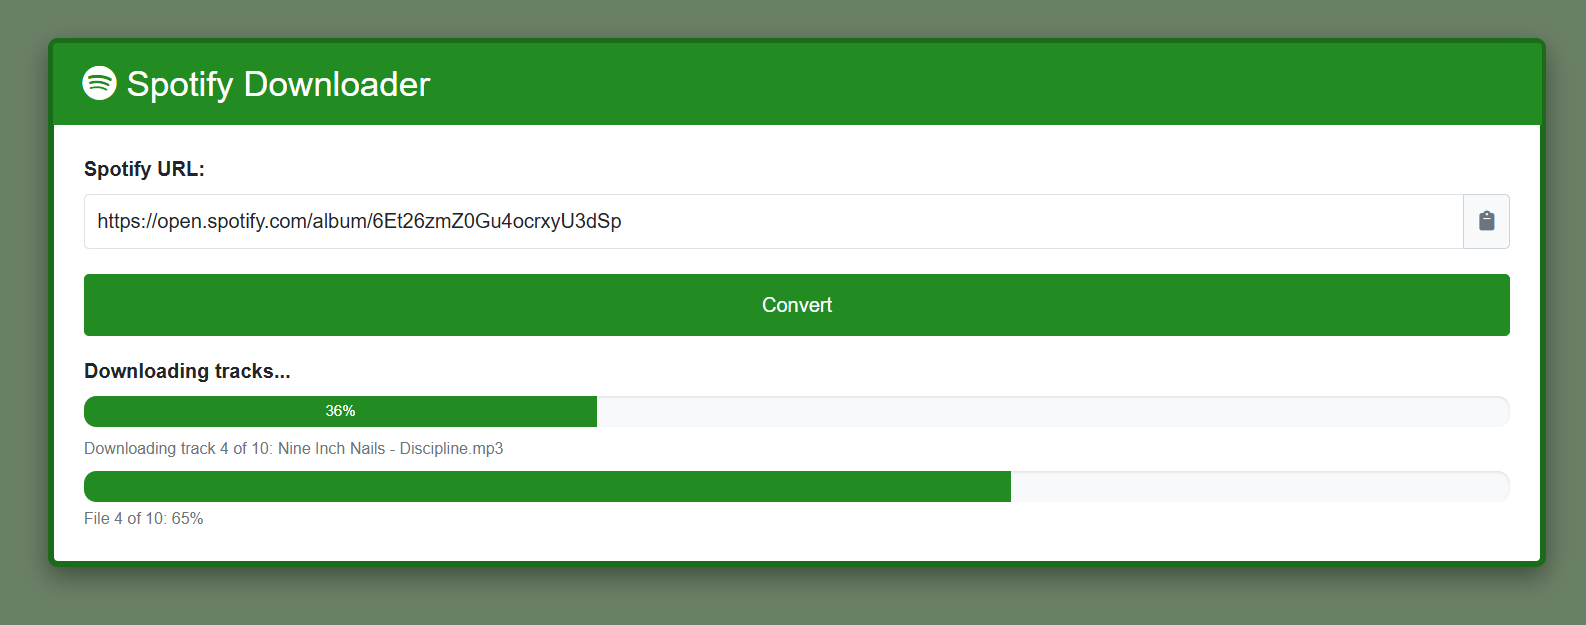 Spotify Downloader
Spotify URL:
https://open.spotify.com/album/6Et26zmZ0Gu4ocrxyU3dSp
Convert
Downloading tracks...
36%
Downloading track 4 of 10: Nine Inch Nails - Discipline.mp3
File 4 of 10: 65%